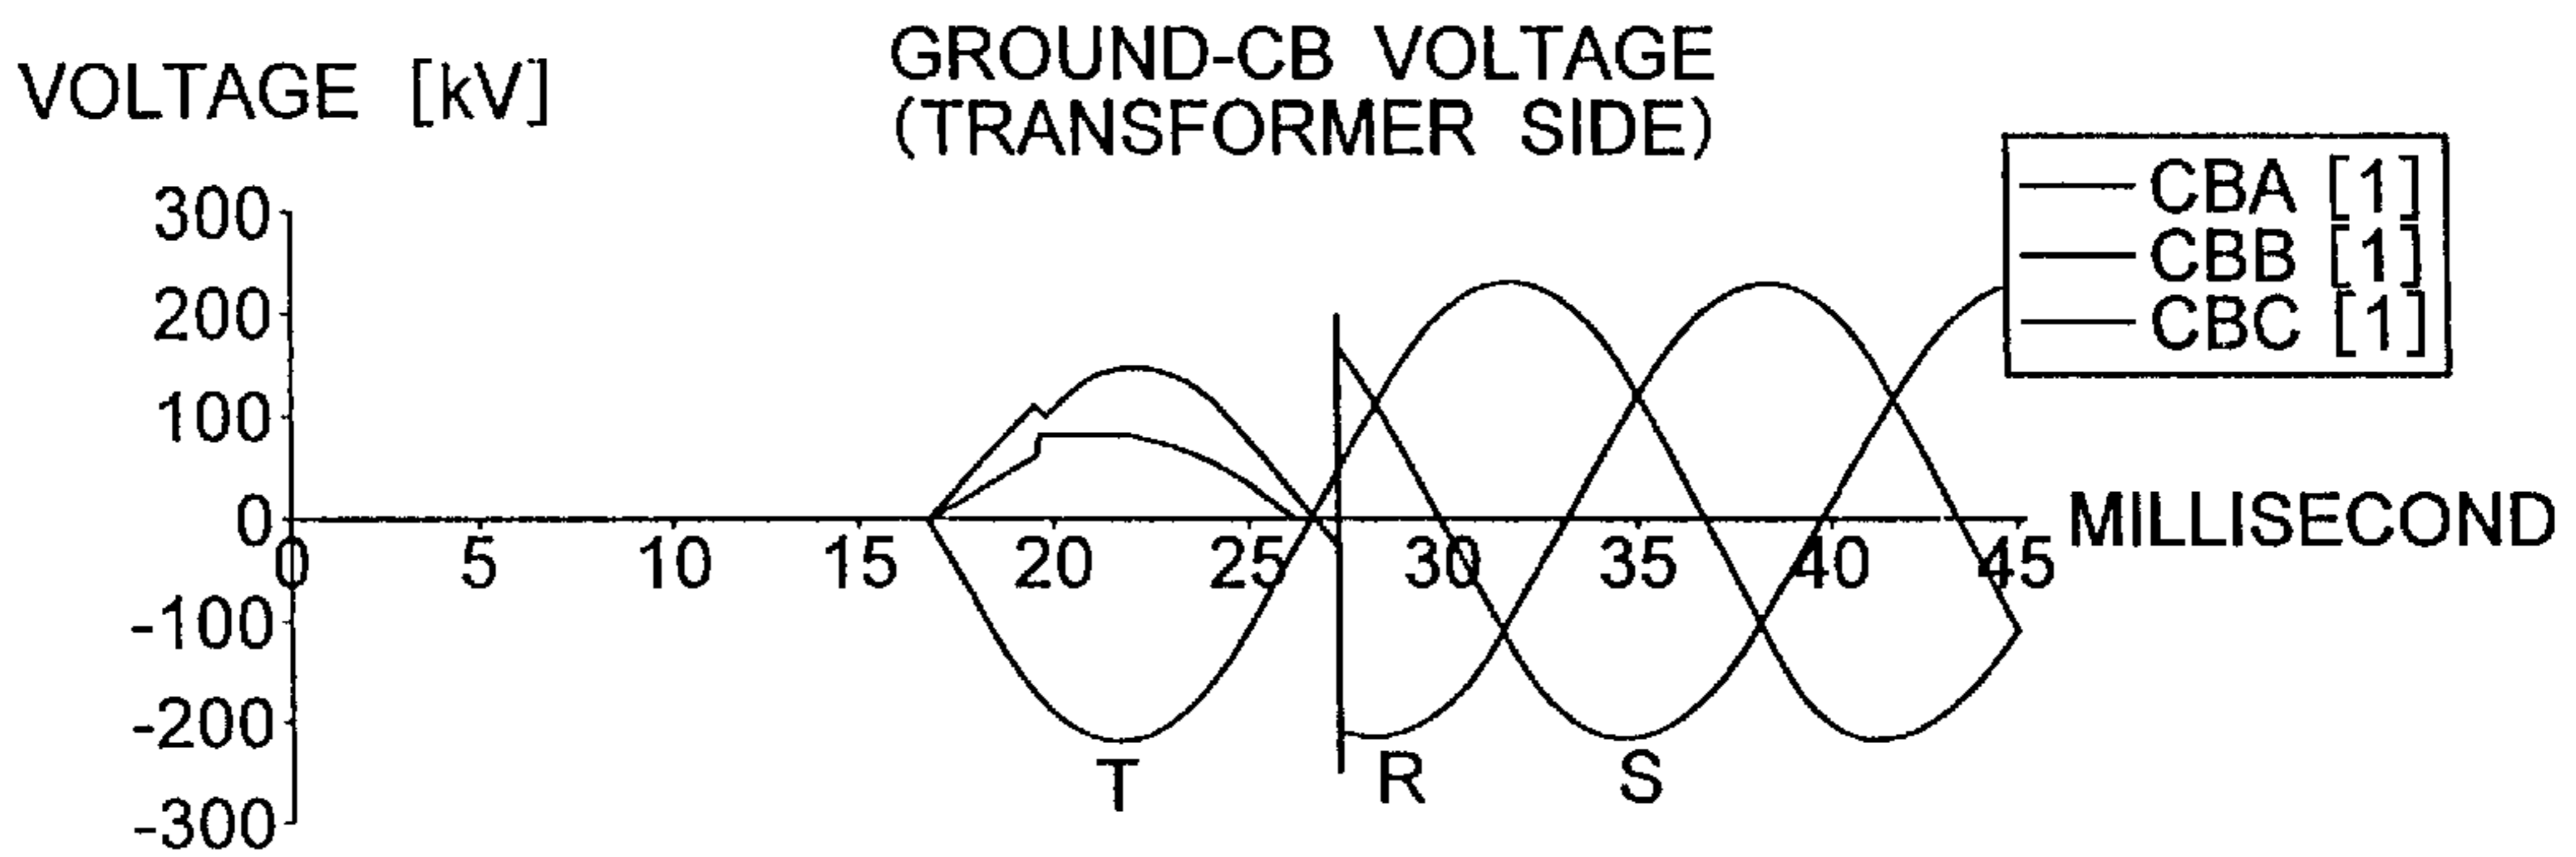 GROUND-CB VOLTAGE
(TRANSFORMER SIDE)
VOLTAGE [kV]
CBA [1]
CBB [1]
CBC [1]
300
200
100
0
-100
-200
-300
0 5 10 15 20 25 30 35 40 45
MILLISECOND
T R S